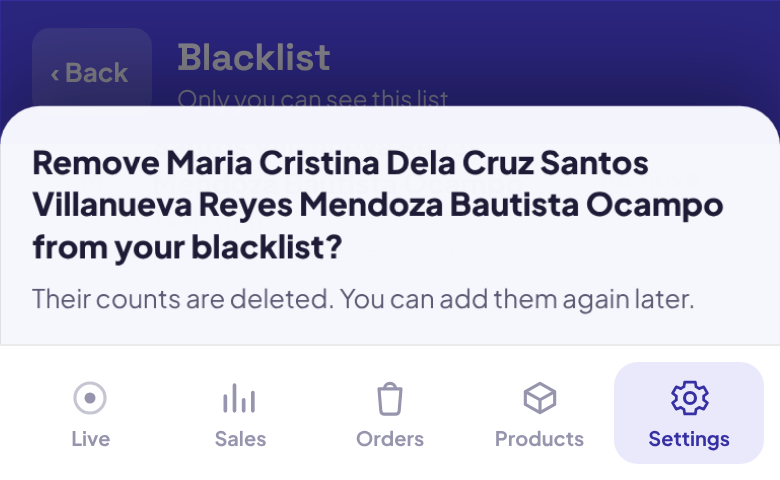 ‹ Back
Blacklist
Only you can see this list
Remove Maria Cristina Dela Cruz Santos
Villanueva Reyes Mendoza Bautista Ocampo
from your blacklist?
Their counts are deleted. You can add them again later.
Live
Sales
Orders
Products
Settings